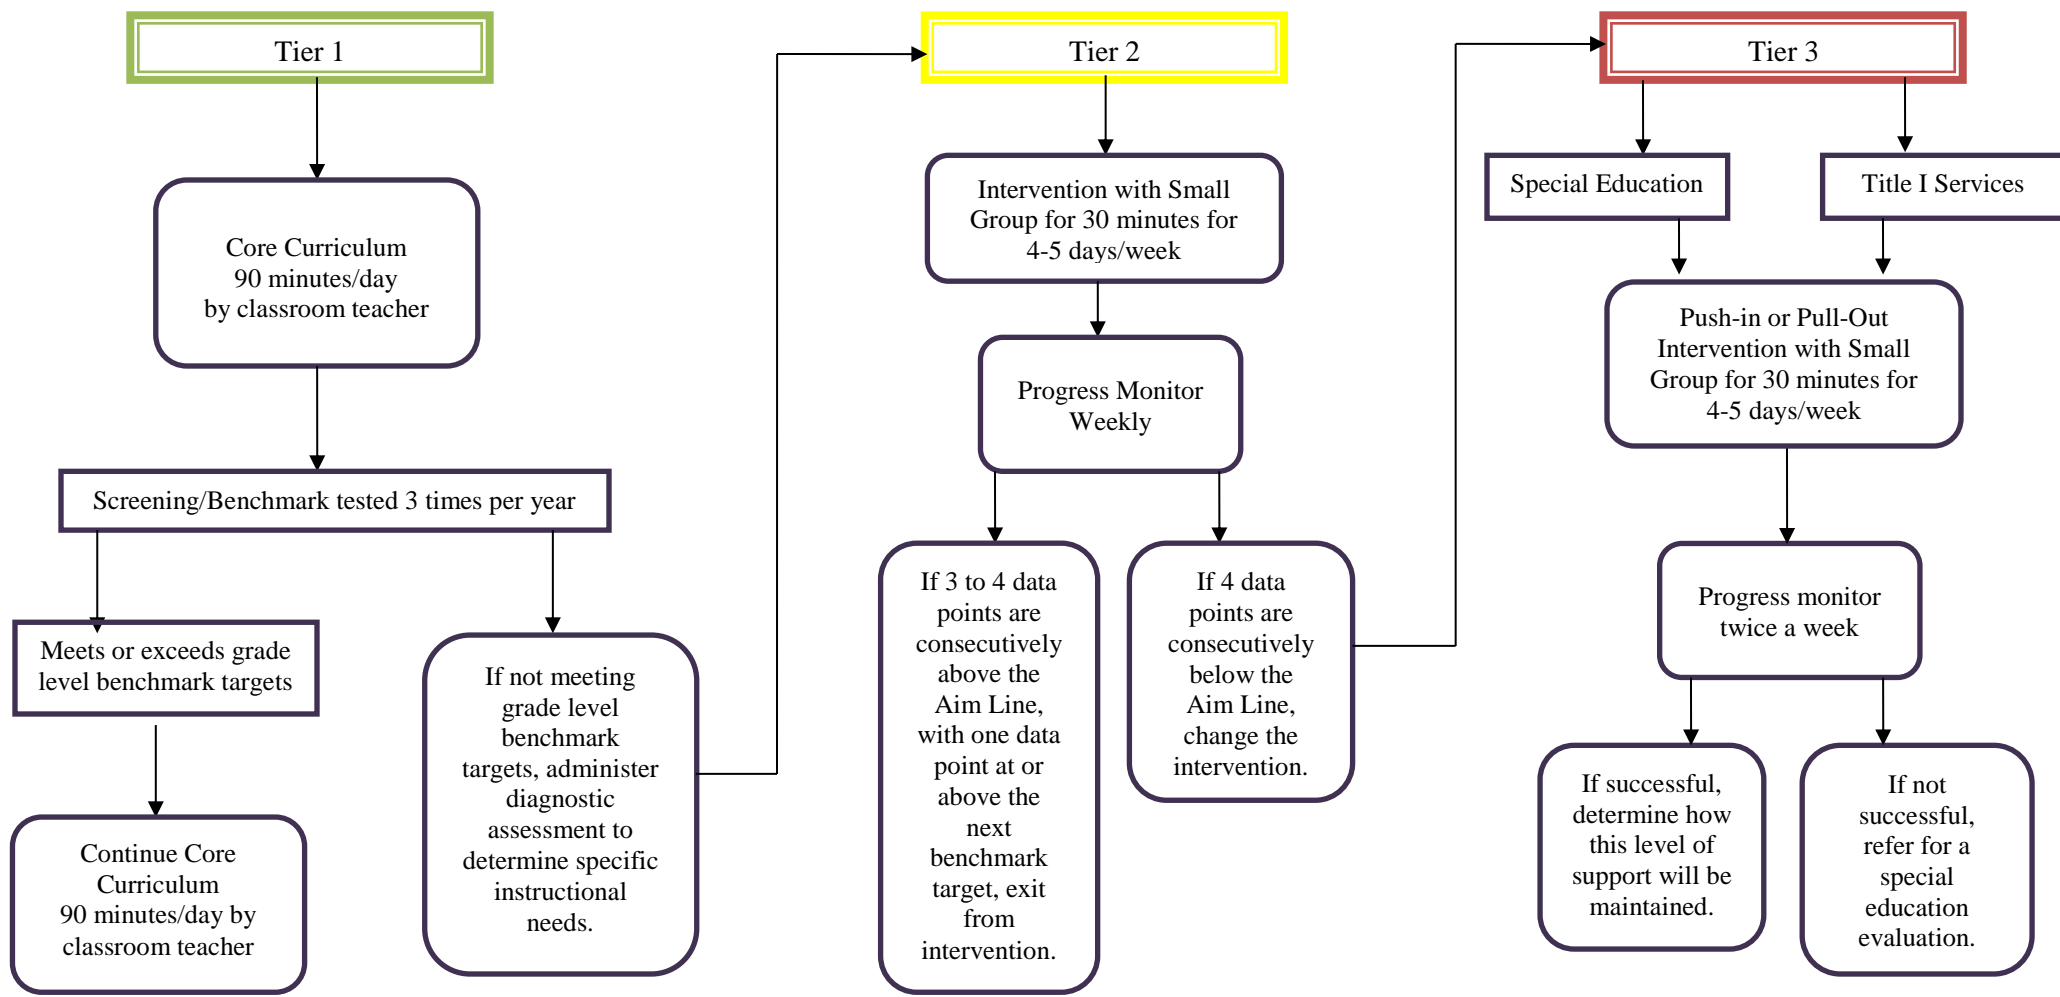 Tier 1
Core Curriculum
90 minutes/day
by classroom teacher
Screening/Benchmark tested 3 times per year
Meets or exceeds grade
level benchmark targets
Continue Core
Curriculum
90 minutes/day by
classroom teacher
If not meeting
grade level
benchmark
targets, administer
diagnostic
assessment to
determine specific
instructional
needs.
Tier 2
Intervention with Small
Group for 30 minutes for
4-5 days/week
Progress Monitor
Weekly
If 3 to 4 data
points are
consecutively
above the
Aim Line,
with one data
point at or
above the
next
benchmark
target, exit
from
intervention.
If 4 data
points are
consecutively
below the
Aim Line,
change the
intervention.
Tier 3
Special Education
Title I Services
Push-in or Pull-Out
Intervention with Small
Group for 30 minutes for
4-5 days/week
Progress monitor
twice a week
If successful,
determine how
this level of
support will be
maintained.
If not
successful,
refer for a
special
education
evaluation.